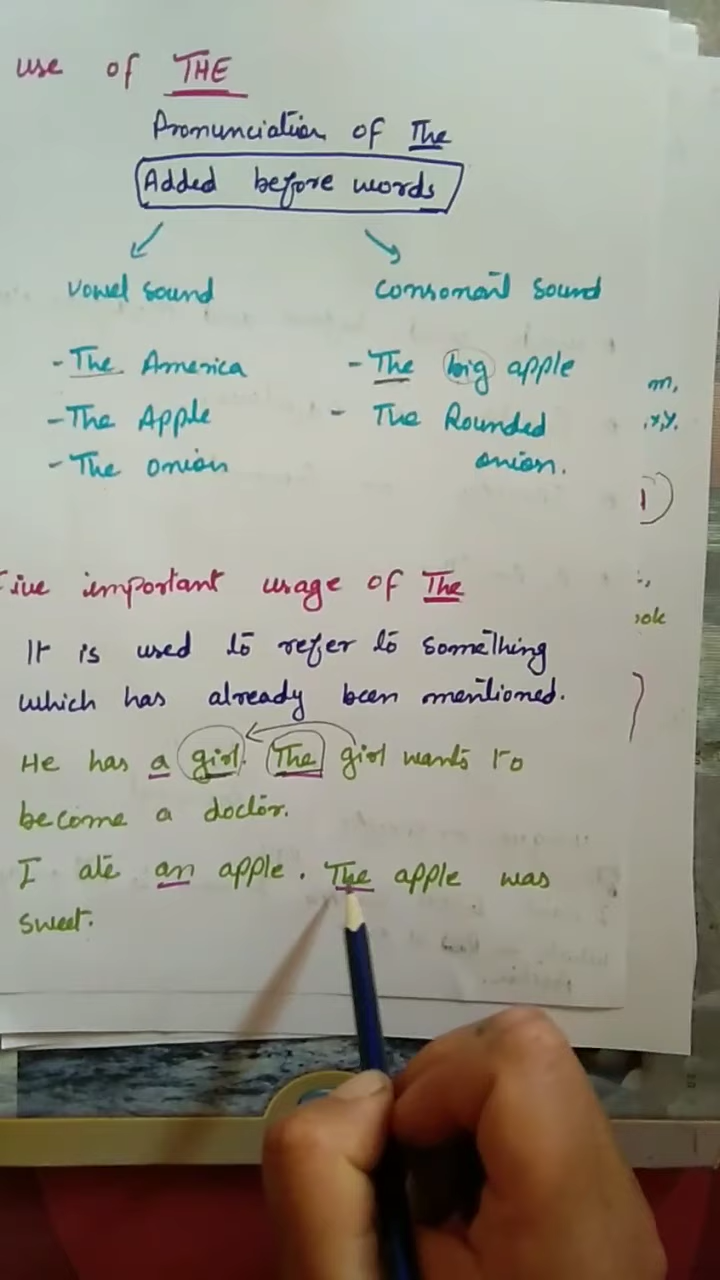 use of THE
Pronunciation of The
Added before words
vowel sound
consonant sound
- The America
- The Apple
- The onion
- The big apple
- The Rounded
onion.
m,
,x,y.
Five important usage of The
It is used to refer to something
which has already been mentioned.
He has a girl. The girl wants to
become a doctor.
I ate an apple. The apple was
sweet.